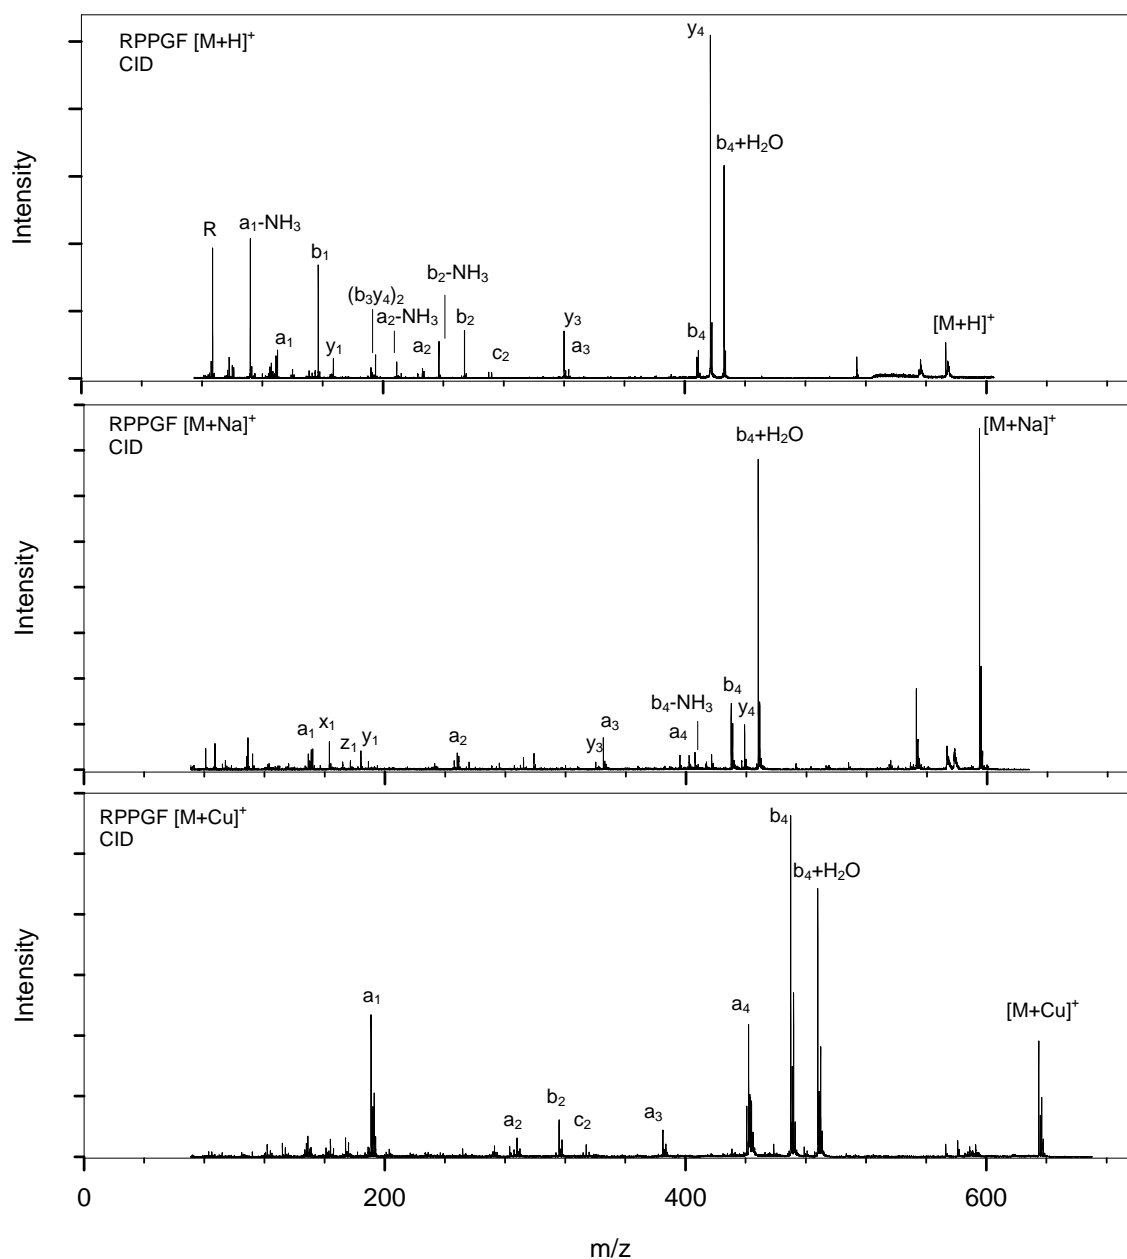 RPPGF [M+H]⁺
CID
Intensity
R
a₁-NH₃
b₁
a₁
y₁
(b₃y₄)₂
a₂-NH₃
a₂
b₂-NH₃
b₂
c₂
y₃
a₃
b₄
y₄
b₄+H₂O
[M+H]⁺
RPPGF [M+Na]⁺
CID
Intensity
a₁
x₁
z₁
y₁
a₂
y₃
a₃
a₄
b₄-NH₃
b₄
y₄
b₄+H₂O
[M+Na]⁺
RPPGF [M+Cu]⁺
CID
Intensity
a₁
a₂
b₂
c₂
a₃
a₄
b₄
b₄+H₂O
[M+Cu]⁺
0 200 400 600
m/z